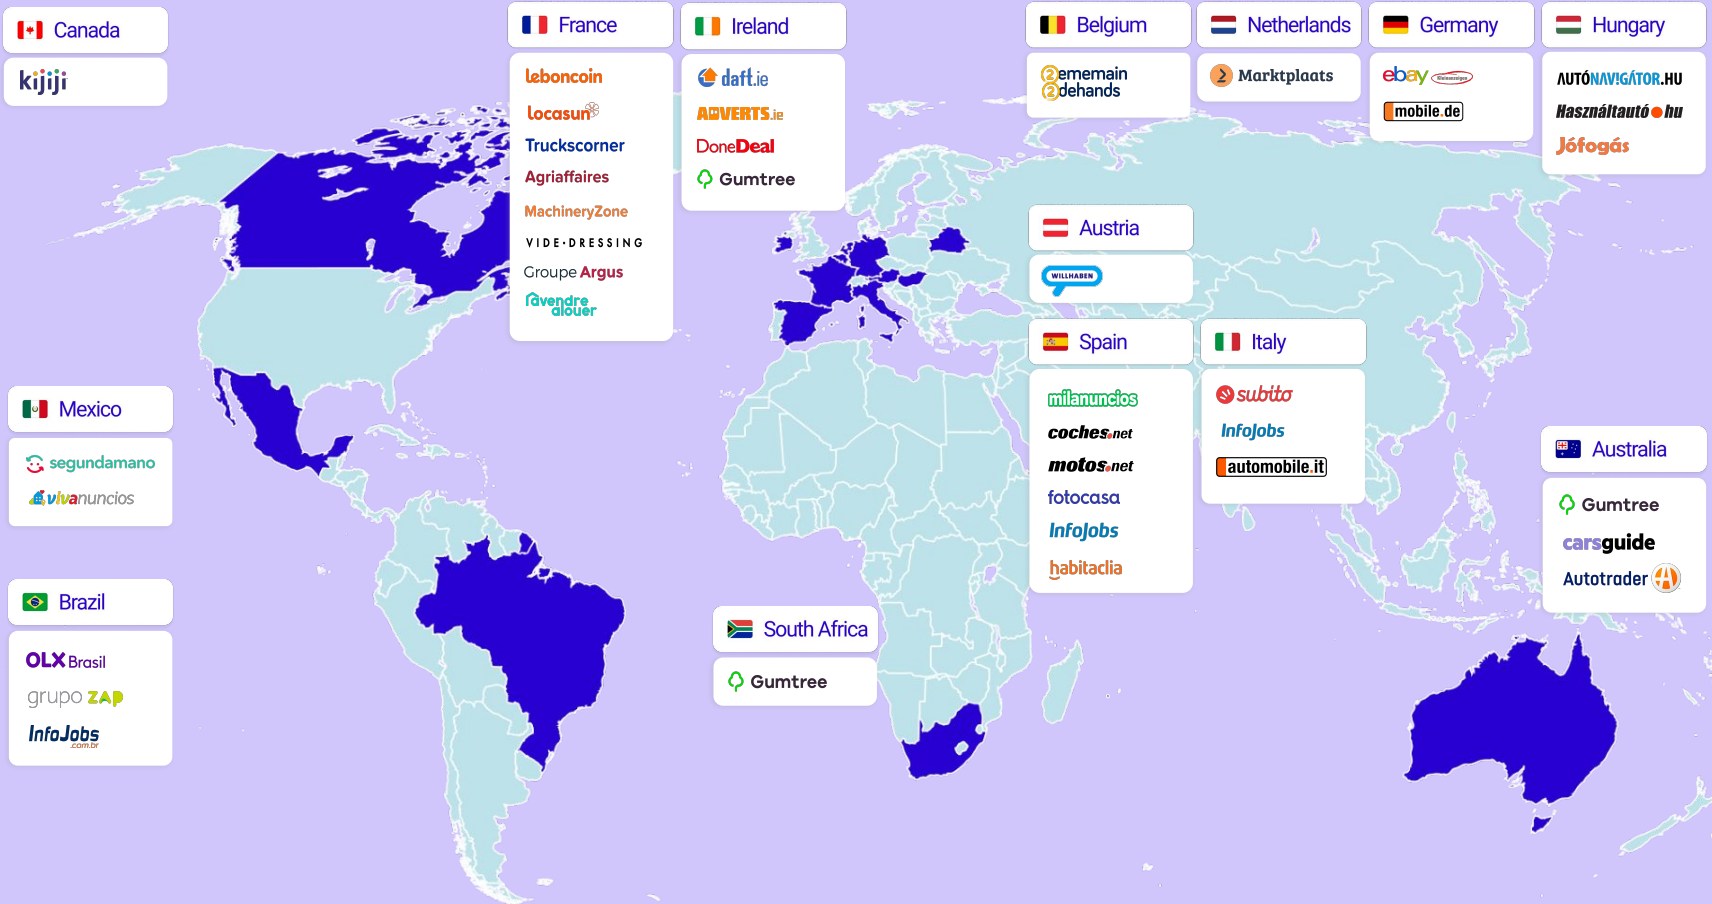 Canada
kijiji
France
leboncoin
locasun
Truckscorner
Agriaffaires
MachineryZone
VIDE•DRESSING
Groupe Argus
àvendre
àlouer
Ireland
daft.ie
ADVERTS.ie
DoneDeal
Gumtree
Belgium
2ememain
2dehands
Netherlands
Marktplaats
Germany
ebay Kleinanzeigen
mobile.de
Hungary
AUTÓNAVIGÁTOR.HU
Használtautó hu
Jófogás
Austria
WILLHABEN
Spain
milanuncios
coches.net
motos.net
fotocasa
InfoJobs
habitaclia
Italy
subito
InfoJobs
automobile.it
Mexico
segundamano
vivanuncios
Australia
Gumtree
carsguide
Autotrader
Brazil
OLX Brasil
grupo ZAP
InfoJobs
.com.br
South Africa
Gumtree